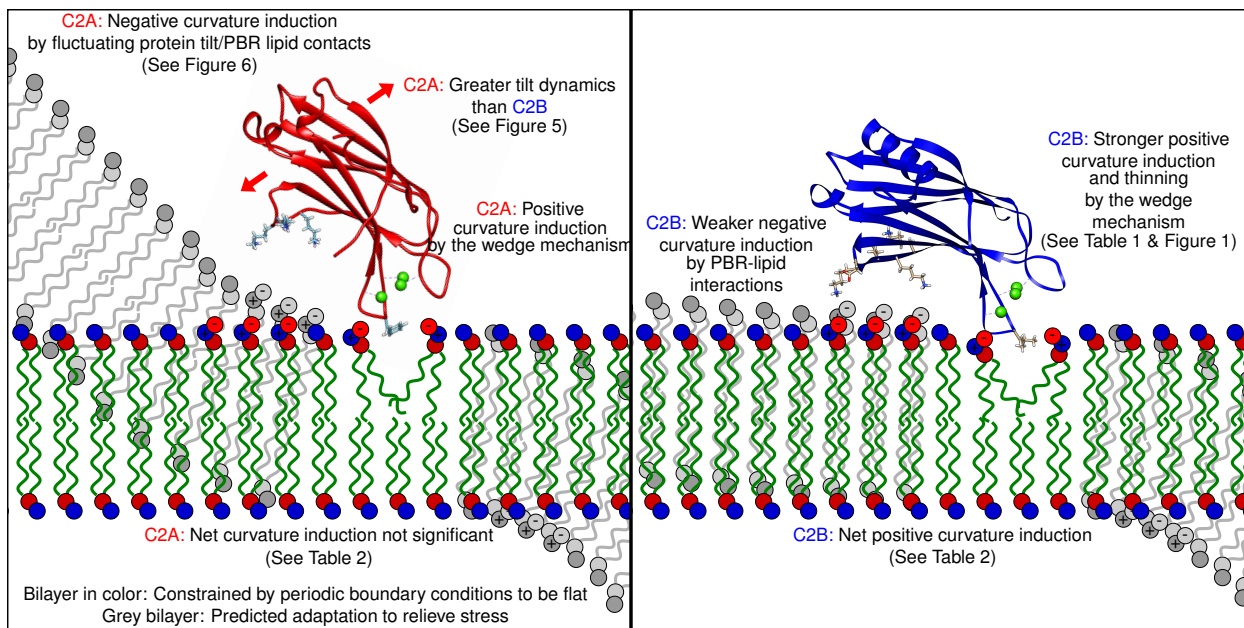 C2A: Negative curvature induction
by fluctuating protein tilt/PBR lipid contacts
(See Figure 6)
C2A: Greater tilt dynamics
than C2B
(See Figure 5)
C2A: Positive
curvature induction
by the wedge mechanism
C2A: Net curvature induction not significant
(See Table 2)
Bilayer in color: Constrained by periodic boundary conditions to be flat
Grey bilayer: Predicted adaptation to relieve stress
C2B: Weaker negative
curvature induction
by PBR-lipid
interactions
C2B: Stronger positive
curvature induction
and thinning
by the wedge
mechanism
(See Table 1 & Figure 1)
C2B: Net positive curvature induction
(See Table 2)